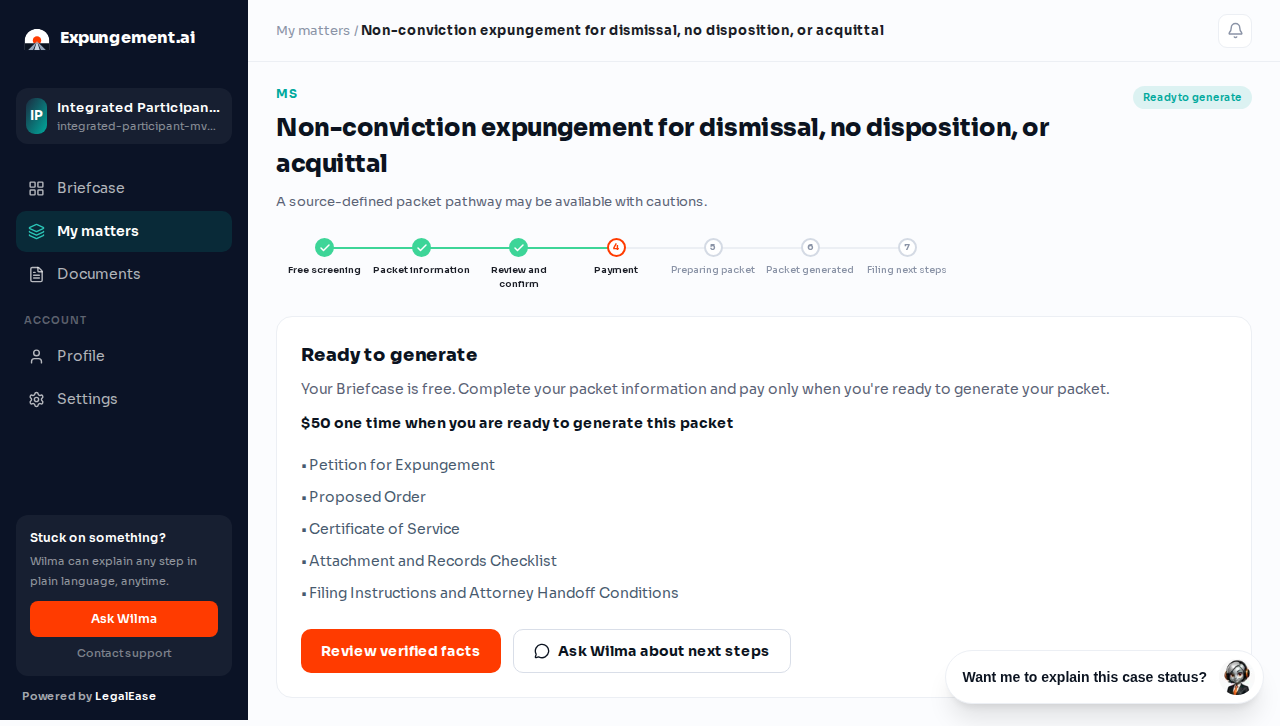 Expungement.ai
IP
Integrated Participan...
integrated-participant-mv...
Briefcase
My matters
Documents
ACCOUNT
Profile
Settings
Stuck on something?
Wilma can explain any step in
plain language, anytime.
Ask Wilma
Contact support
Powered by LegalEase
My matters / Non-conviction expungement for dismissal, no disposition, or acquittal
MS
Ready to generate
Non-conviction expungement for dismissal, no disposition, or
acquittal
A source-defined packet pathway may be available with cautions.
4 5 6 7
Free screening Packet information Review and Payment Preparing packet Packet generated Filing next steps
confirm
Ready to generate
Your Briefcase is free. Complete your packet information and pay only when you're ready to generate your packet.
$50 one time when you are ready to generate this packet
▪ Petition for Expungement
▪ Proposed Order
▪ Certificate of Service
▪ Attachment and Records Checklist
▪ Filing Instructions and Attorney Handoff Conditions
Review verified facts
Ask Wilma about next steps
Want me to explain this case status?